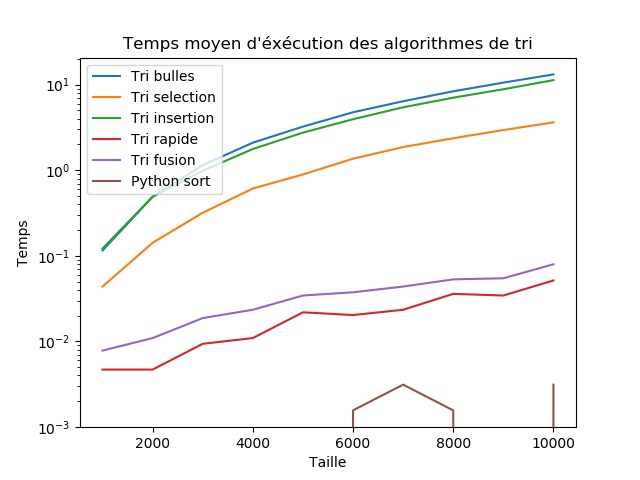 Temps moyen d'éxécution des algorithmes de tri
Tri bulles
Tri selection
Tri insertion
Tri rapide
Tri fusion
Python sort
Temps
10¹
10⁰
10⁻¹
10⁻²
10⁻³
2000 4000 6000 8000 10000
Taille